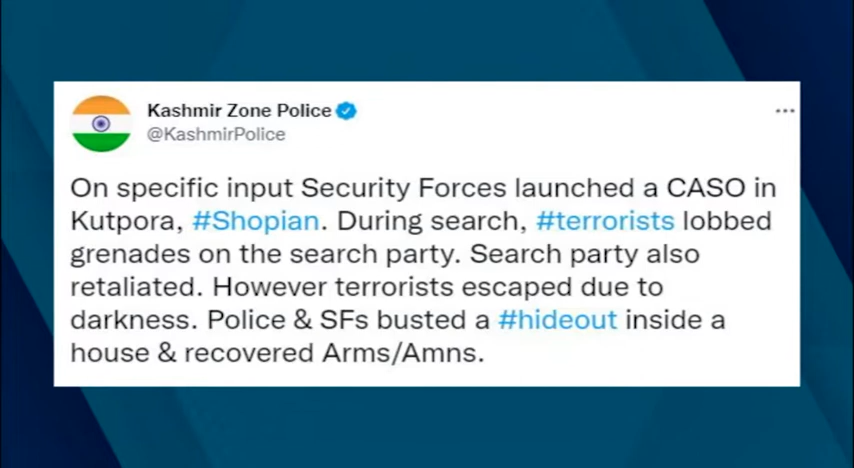 Kashmir Zone Police
@KashmirPolice
On specific input Security Forces launched a CASO in
Kutpora, #Shopian. During search, #terrorists lobbed
grenades on the search party. Search party also
retaliated. However terrorists escaped due to
darkness. Police & SFs busted a #hideout inside a
house & recovered Arms/Amns.